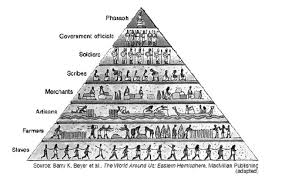 Pharaoh
Government officials
Soldiers
Scribes
Merchants
Artisans
Farmers
Slaves
Source: Barry K. Beyer et al., The World Around Us: Eastern Hemisphere, Macmillan Publishing
(adapted)